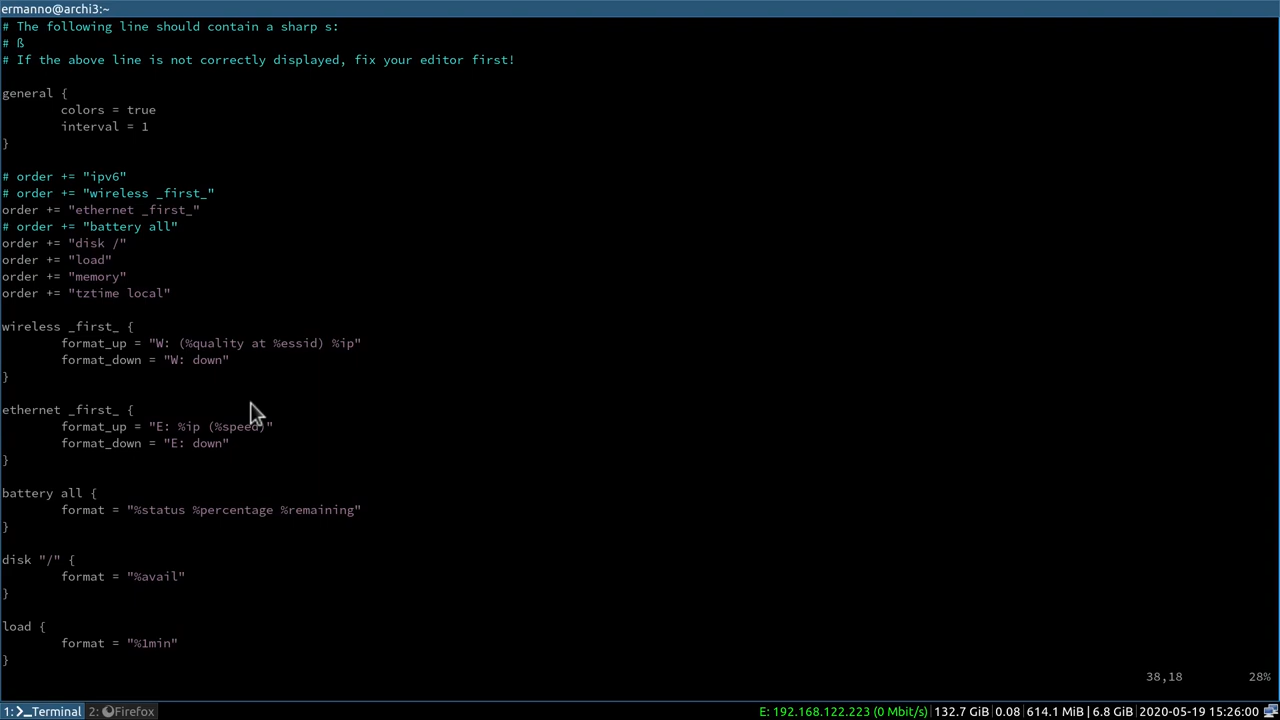 ermanno@archi3:~
# The following line should contain a sharp s:
# ß
# If the above line is not correctly displayed, fix your editor first!
general {
colors = true
interval = 1
}
# order += "ipv6"
# order += "wireless _first_"
order += "ethernet _first_"
# order += "battery all"
order += "disk /"
order += "load"
order += "memory"
order += "tztime local"
wireless _first_ {
format_up = "W: (%quality at %essid) %ip"
format_down = "W: down"
}
ethernet _first_ {
format_up = "E: %ip (%speed)"
format_down = "E: down"
}
battery all {
format = "%status %percentage %remaining"
}
disk "/" {
format = "%avail"
}
load {
format = "%1min"
}
38,18 28%
1: Terminal 2: Firefox E: 192.168.122.223 (0 Mbit/s) 132.7 GiB 0.08 614.1 MiB | 6.8 GiB 2020-05-19 15:26:00